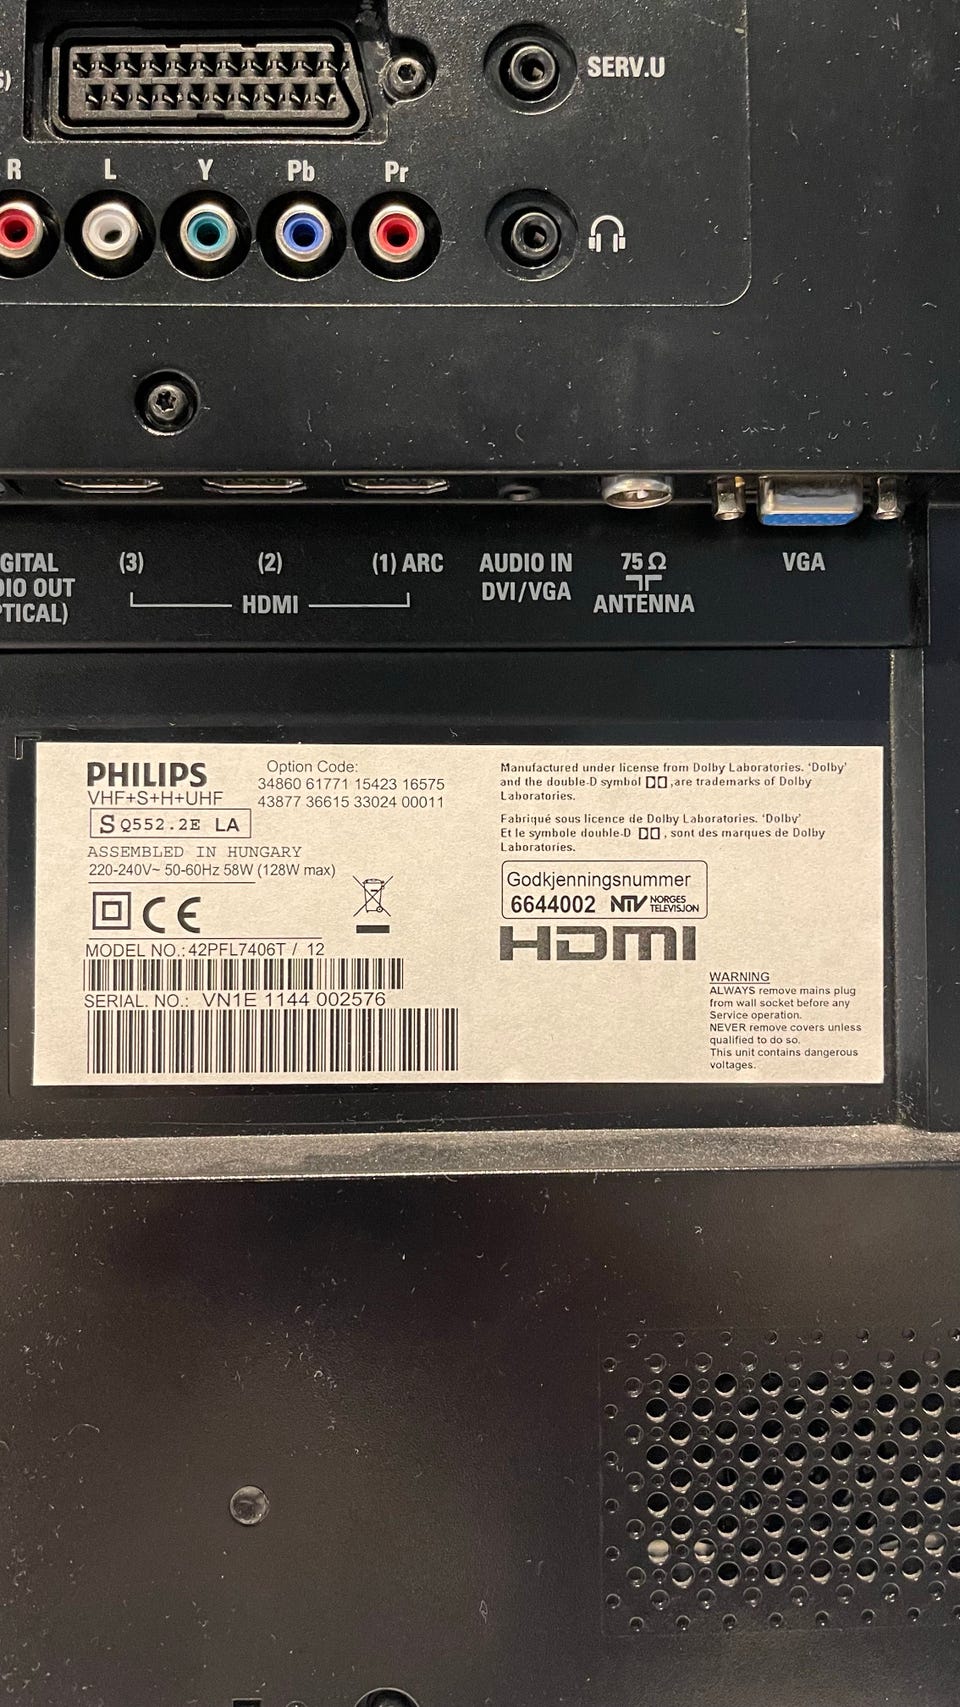 SERV.U
R L Y Pb Pr
(3) (2) (1) ARC
HDMI
AUDIO IN
DVI/VGA
75 Ω
ANTENNA
VGA
PHILIPS
VHF+S+H+UHF
S Q552.2E LA
Option Code:
34860 61771 15423 16575
43877 36615 33024 00011
ASSEMBLED IN HUNGARY
220-240V~ 50-60Hz 58W (128W max)
CE
MODEL NO.: 42PFL7406T / 12
SERIAL. NO.: VN1E 1144 002576
Manufactured under license from Dolby Laboratories. 'Dolby'
and the double-D symbol ,are trademarks of Dolby
Laboratories.
Fabriqué sous licence de Dolby Laboratories. 'Dolby'
Et le symbole double-D , sont des marques de Dolby
Laboratories.
Godkjenningsnummer
6644002 NTV NORGES
TELEVISJON
HDMI
WARNING
ALWAYS remove mains plug
from wall socket before any
Service operation.
NEVER remove covers unless
qualified to do so.
This unit contains dangerous
voltages.